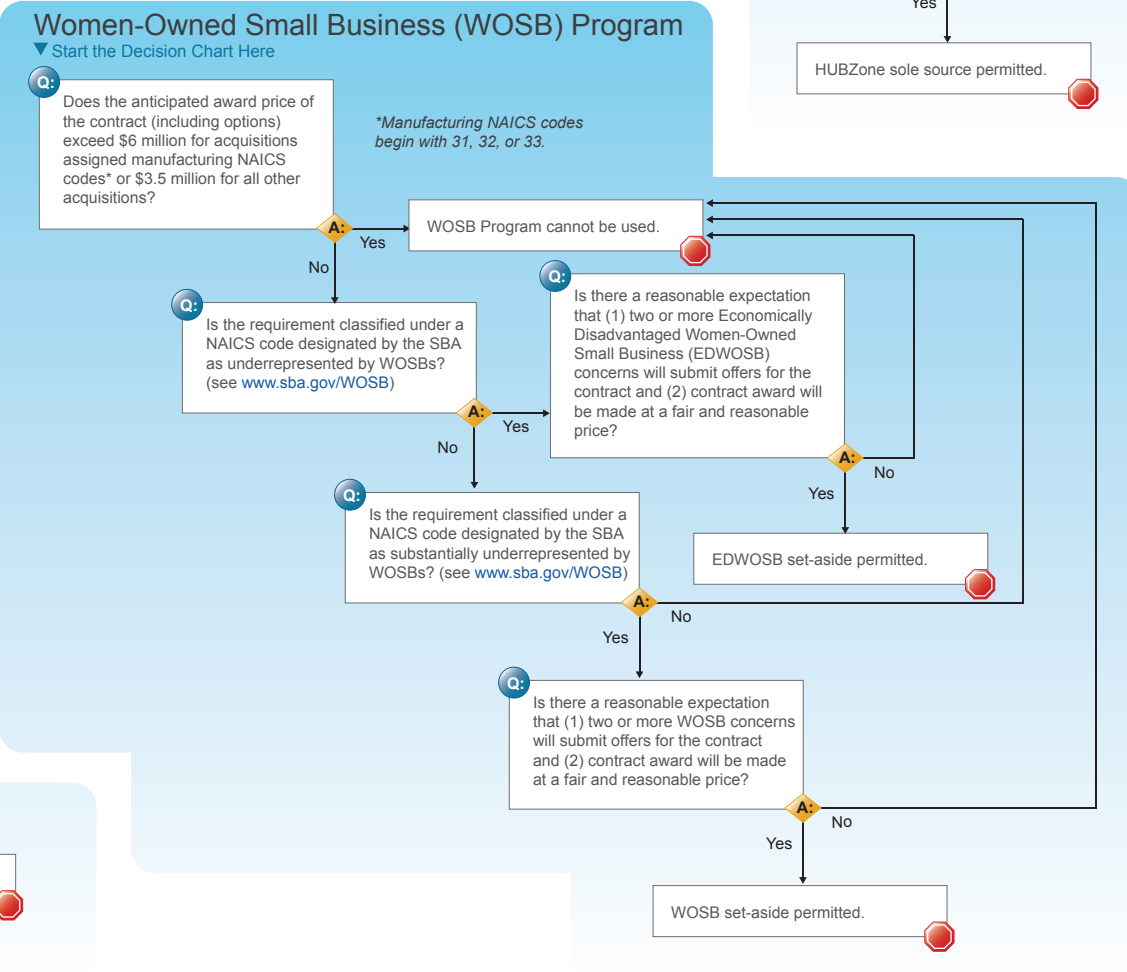 Yes
HUBZone sole source permitted.
Women-Owned Small Business (WOSB) Program
Start the Decision Chart Here
Q:
Does the anticipated award price of
the contract (including options)
exceed $6 million for acquisitions
assigned manufacturing NAICS
codes* or $3.5 million for all other
acquisitions?
*Manufacturing NAICS codes
begin with 31, 32, or 33.
A:
Yes
No
WOSB Program cannot be used.
Q:
Is the requirement classified under a
NAICS code designated by the SBA
as underrepresented by WOSBs?
(see www.sba.gov/WOSB)
A:
Yes
No
Q:
Is there a reasonable expectation
that (1) two or more Economically
Disadvantaged Women-Owned
Small Business (EDWOSB)
concerns will submit offers for the
contract and (2) contract award will
be made at a fair and reasonable
price?
A:
No
Yes
EDWOSB set-aside permitted.
Q:
Is the requirement classified under a
NAICS code designated by the SBA
as substantially underrepresented by
WOSBs? (see www.sba.gov/WOSB)
A:
No
Yes
Q:
Is there a reasonable expectation
that (1) two or more WOSB concerns
will submit offers for the contract
and (2) contract award will be made
at a fair and reasonable price?
A:
No
Yes
WOSB set-aside permitted.